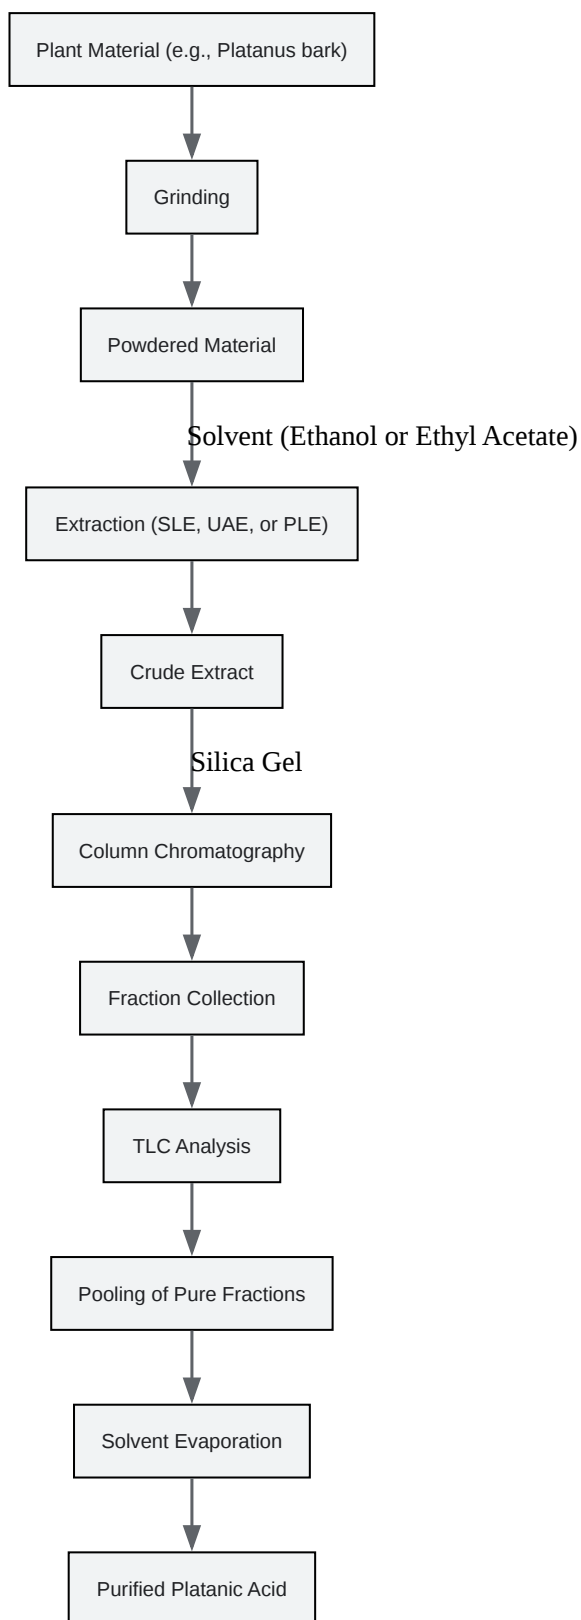 Plant Material (e.g., Platanus bark)
Grinding
Powdered Material
Solvent (Ethanol or Ethyl Acetate)
Extraction (SLE, UAE, or PLE)
Crude Extract
Silica Gel
Column Chromatography
Fraction Collection
TLC Analysis
Pooling of Pure Fractions
Solvent Evaporation
Purified Platanic Acid